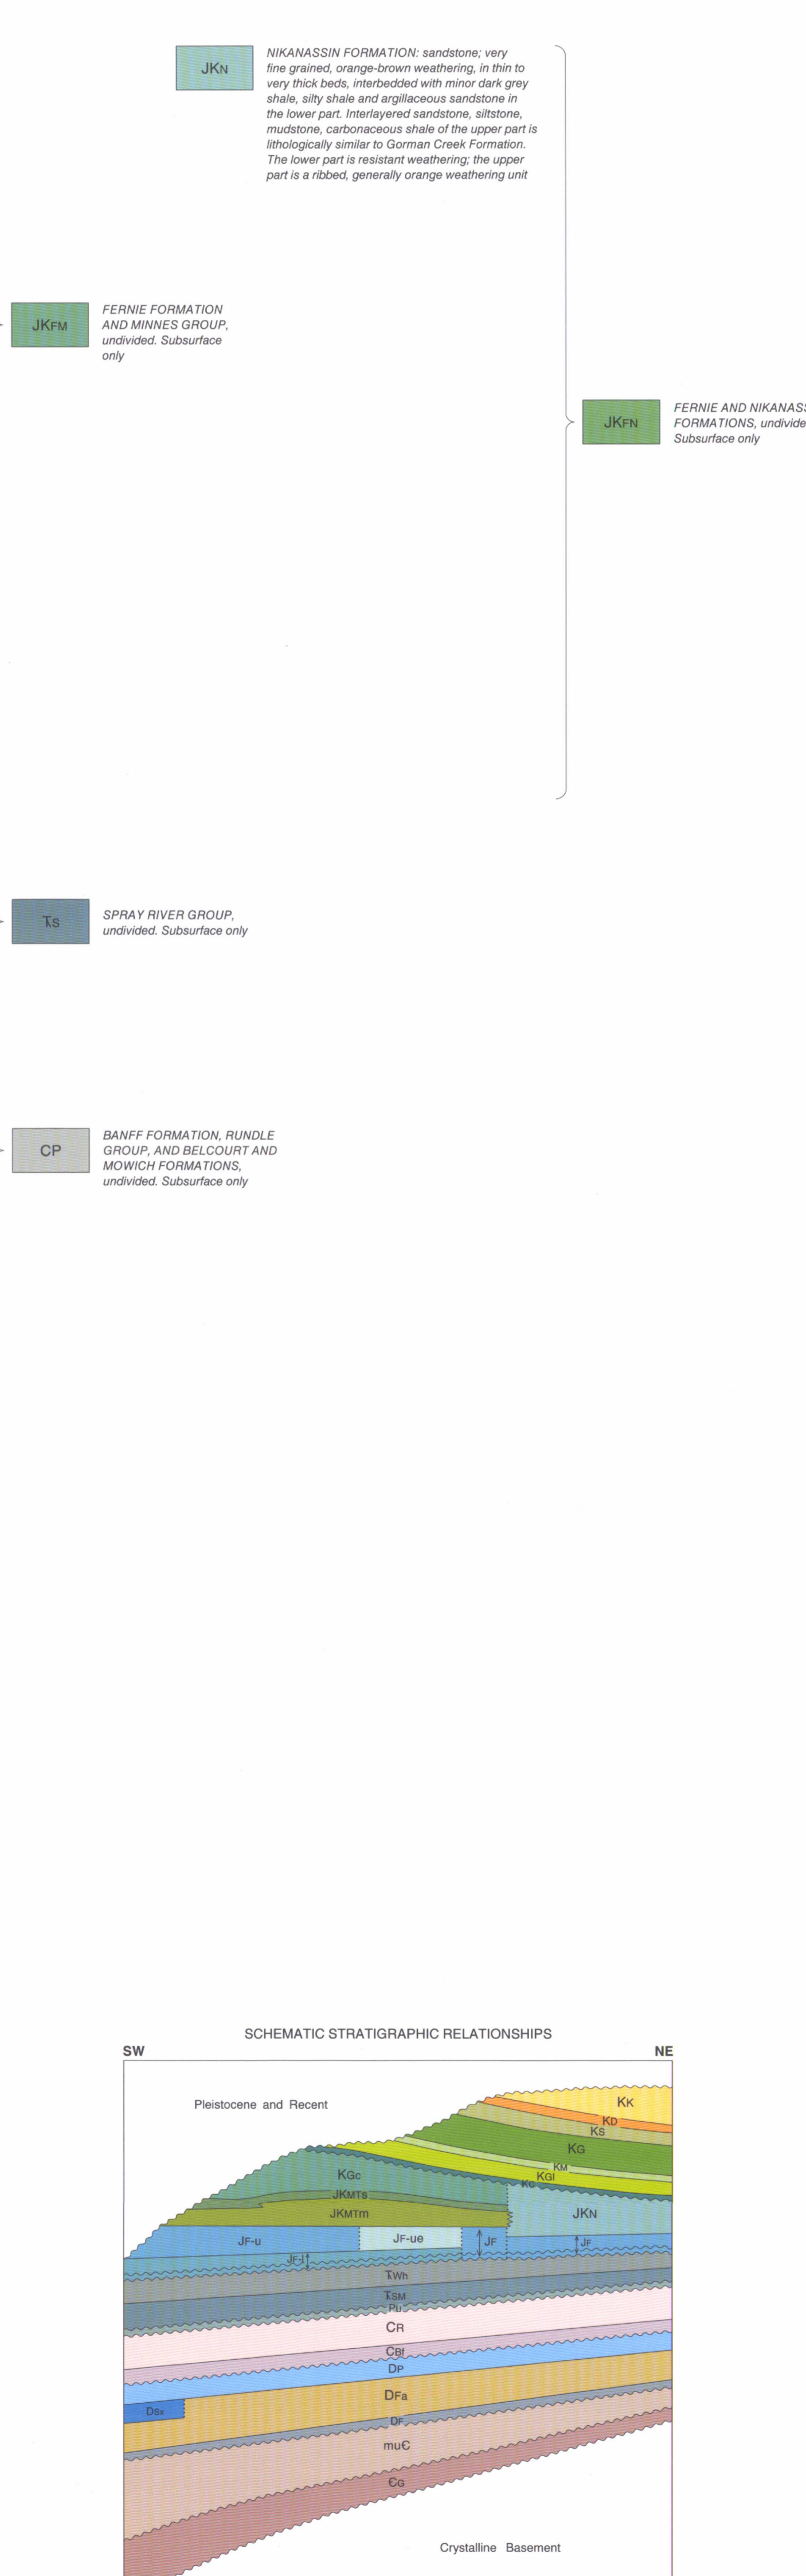 JKN
NIKANASSIN FORMATION: sandstone; very
fine grained, orange-brown weathering, in thin to
very thick beds, interbedded with minor dark grey
shale, silty shale and argillaceous sandstone in
the lower part. Interlayered sandstone, siltstone,
mudstone, carbonaceous shale of the upper part is
lithologically similar to Gorman Creek Formation.
The lower part is resistant weathering; the upper
part is a ribbed, generally orange weathering unit
JKFM
FERNIE FORMATION
AND MINNES GROUP,
undivided. Subsurface
only
JKFN
FERNIE AND NIKANASS
FORMATIONS, undivide
Subsurface only
TRS
SPRAY RIVER GROUP,
undivided. Subsurface only
CP
BANFF FORMATION, RUNDLE
GROUP, AND BELCOURT AND
MOWICH FORMATIONS,
undivided. Subsurface only
SCHEMATIC STRATIGRAPHIC RELATIONSHIPS
SW NE
Pleistocene and Recent
KK
KD
KS
KG
KM
KGl
KGc
JKMTs
JKMTm
JKN
JF-u
JF-ue
JF
JF
JF-l
TRWh
TRSM
PU
CR
CBf
DP
DFa
DSx
DF
muЄ
ЄG
Crystalline Basement